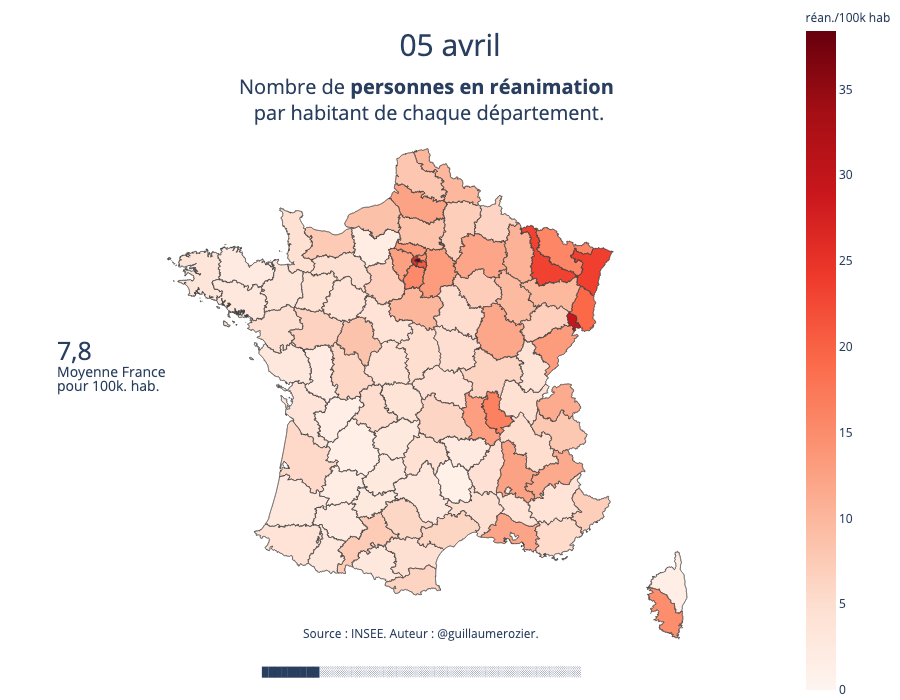 05 avril
Nombre de personnes en réanimation
par habitant de chaque département.
réan./100k hab
35
30
25
20
15
10
5
0
7,8
Moyenne France
pour 100k. hab.
Source : INSEE. Auteur : @guillaumerozier.